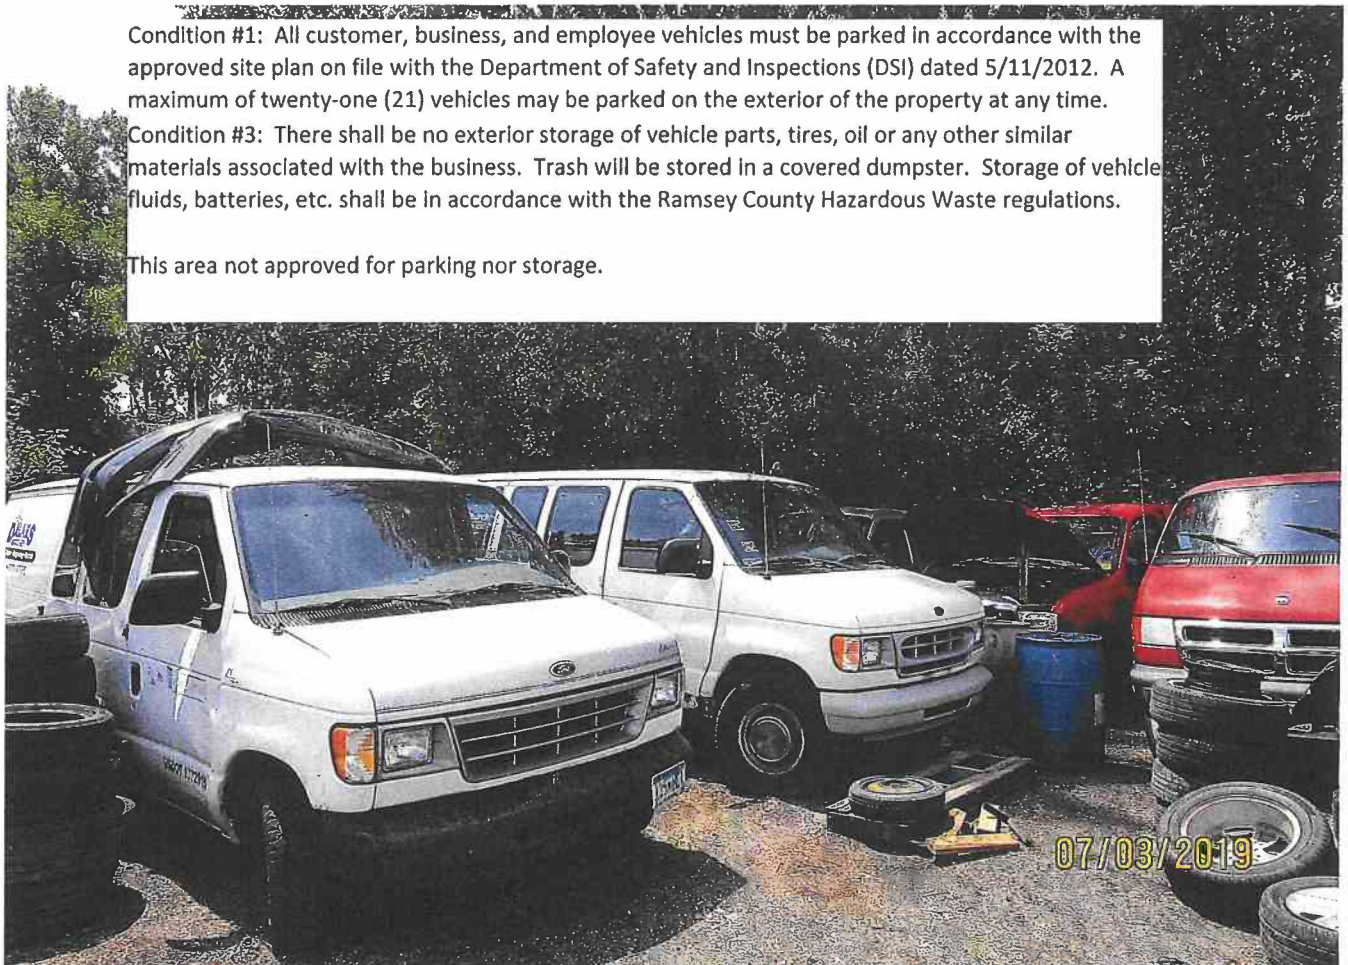 Condition #1: All customer, business, and employee vehicles must be parked in accordance with the
approved site plan on file with the Department of Safety and Inspections (DSI) dated 5/11/2012. A
maximum of twenty-one (21) vehicles may be parked on the exterior of the property at any time.
Condition #3: There shall be no exterior storage of vehicle parts, tires, oil or any other similar
materials associated with the business. Trash will be stored in a covered dumpster. Storage of vehicle
fluids, batteries, etc. shall be in accordance with the Ramsey County Hazardous Waste regulations.
This area not approved for parking nor storage.
Ford
07/03/2019